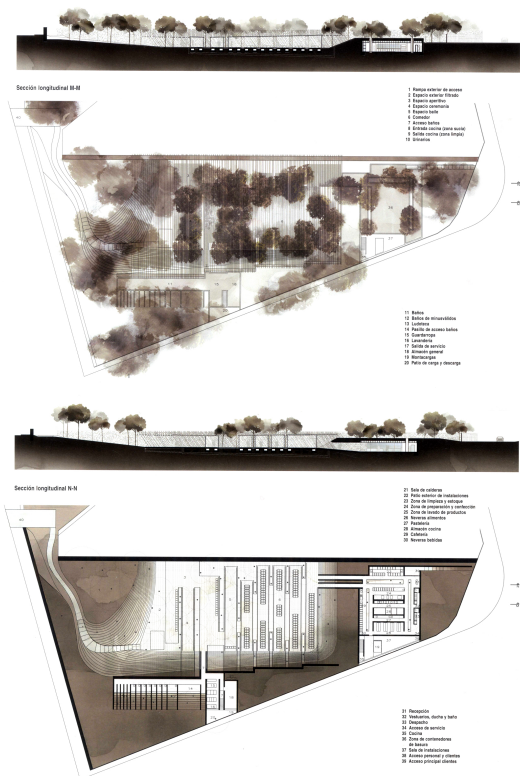 Sección longitudinal M-M
1 Rampa exterior de acceso
2 Espacio exterior filtrado
3 Espacio aperitivo
4 Espacio ceremonia
5 Espacio baile
6 Comedor
7 Acceso baños
8 Entrada cocina (zona sucia)
9 Salida cocina (zona limpia)
10 Urinarios
11 Baños
12 Baños de minusválidos
13 Ludoteca
14 Pasillo de acceso baños
15 Guardarropa
16 Lavandería
17 Salida de servicio
18 Almacén general
19 Montacargas
20 Patio de carga y descarga
Sección longitudinal N-N
21 Sala de calderas
22 Patio exterior de instalaciones
23 Zona de limpieza y estoque
24 Zona de preparación y confección
25 Zona de lavado de productos
26 Neveras alimentos
27 Pastelería
28 Almacén cocina
29 Cafetería
30 Neveras bebidas
31 Recepción
32 Vestuarios, ducha y baño
33 Despacho
34 Acceso de servicio
35 Cocina
36 Zona de contenedores
de basura
37 Sala de instalaciones
38 Acceso personal y clientes
39 Acceso principal clientes